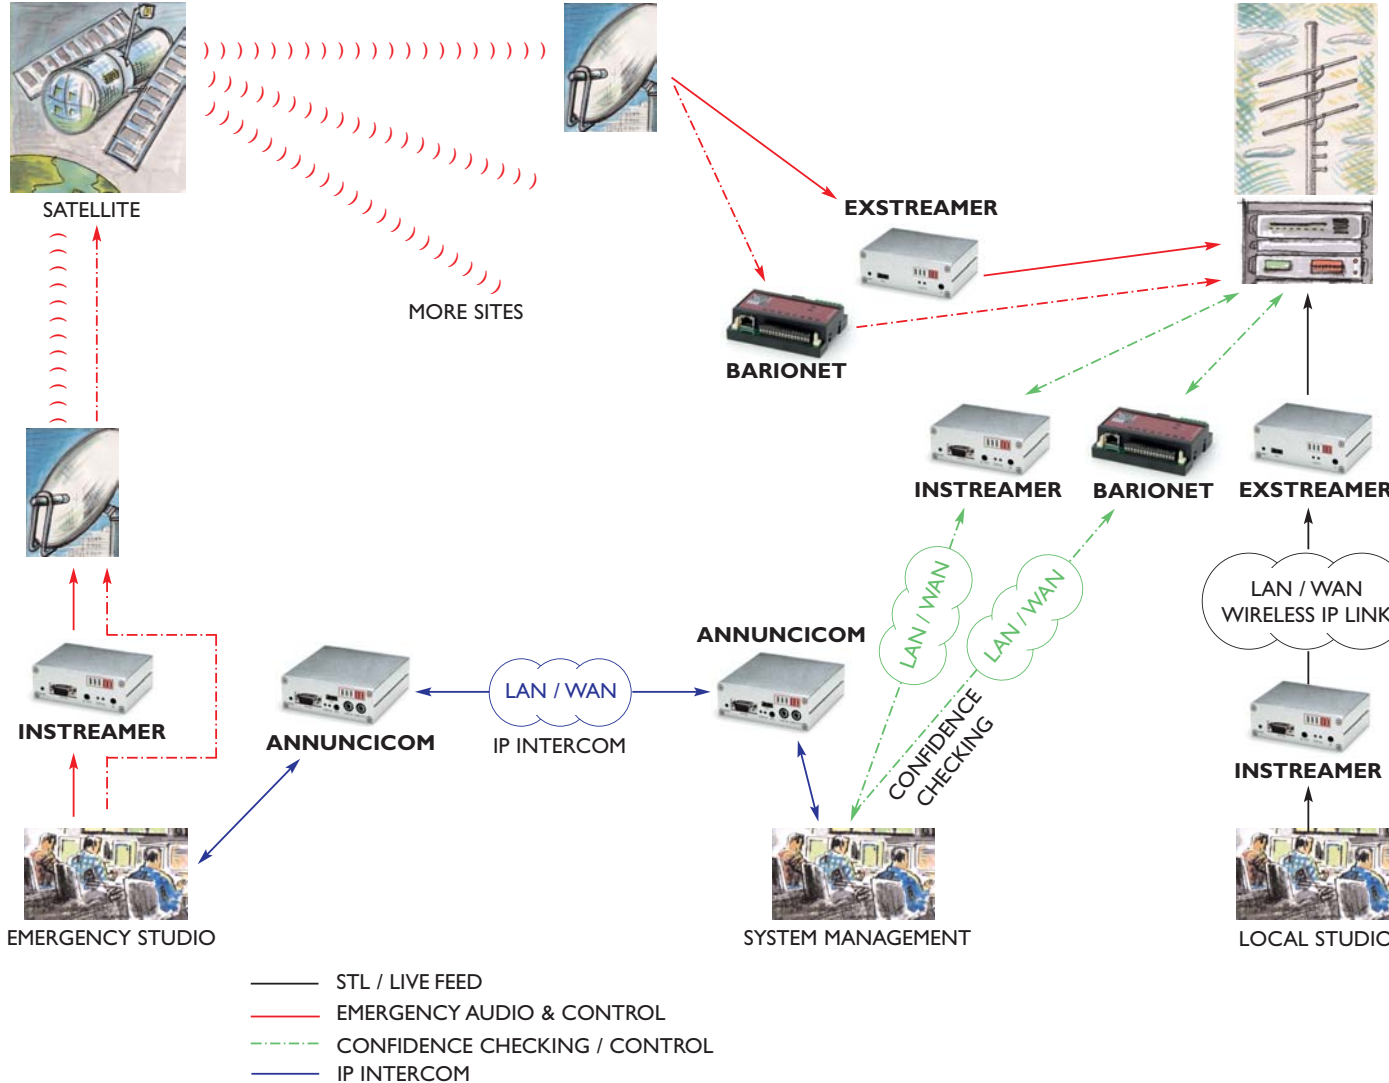 SATELLITE
MORE SITES
EXSTREAMER
BARIONET
INSTREAMER
BARIONET
EXSTREAMER
LAN / WAN
LAN / WAN
LAN / WAN
WIRELESS IP LINK
ANNUNCICOM
LAN / WAN
IP INTERCOM
INSTREAMER
ANNUNCICOM
CONFIDENCE
CHECKING
INSTREAMER
EMERGENCY STUDIO
SYSTEM MANAGEMENT
LOCAL STUDIO
STL / LIVE FEED
EMERGENCY AUDIO & CONTROL
CONFIDENCE CHECKING / CONTROL
IP INTERCOM